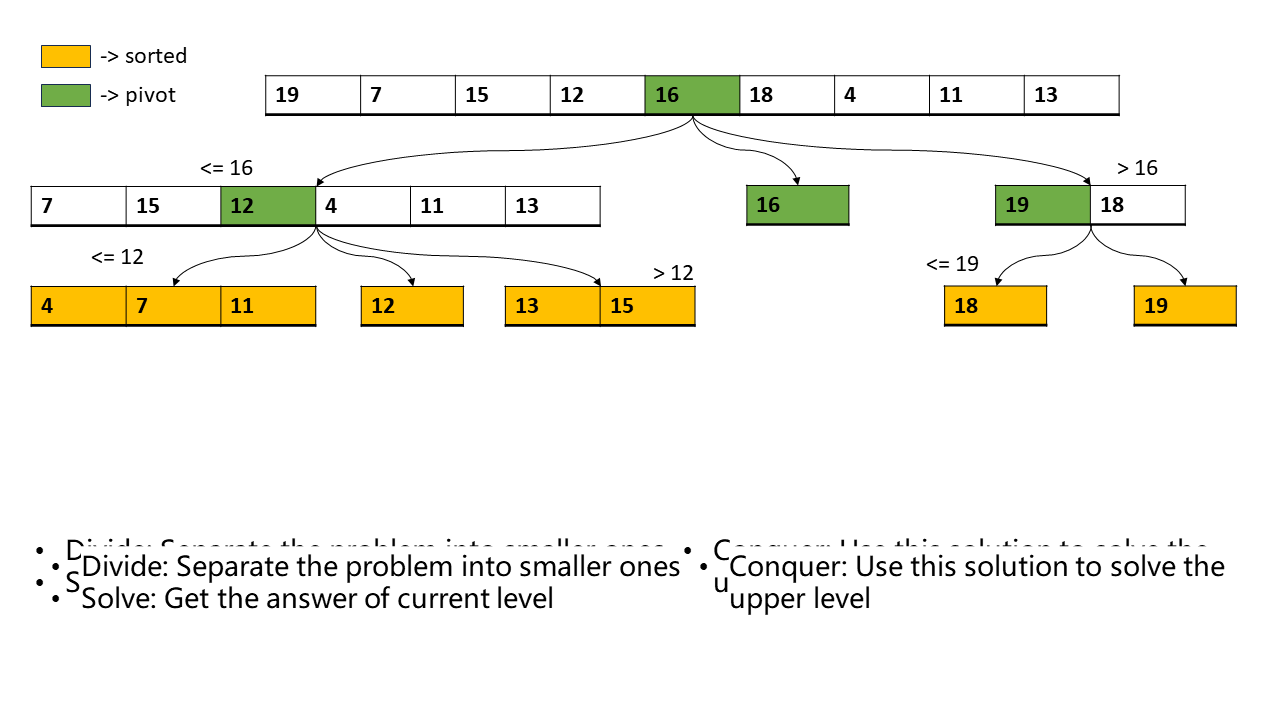 -> sorted
-> pivot
19 7 15 12 16 18 4 11 13
<= 16
> 16
7 15 12 4 11 13
16
19 18
<= 12
> 12
<= 19
4 7 11
12
13 15
18
19
• Divide: Separate the problem into smaller ones
• Solve: Get the answer of current level
• Conquer: Use this solution to solve the
upper level